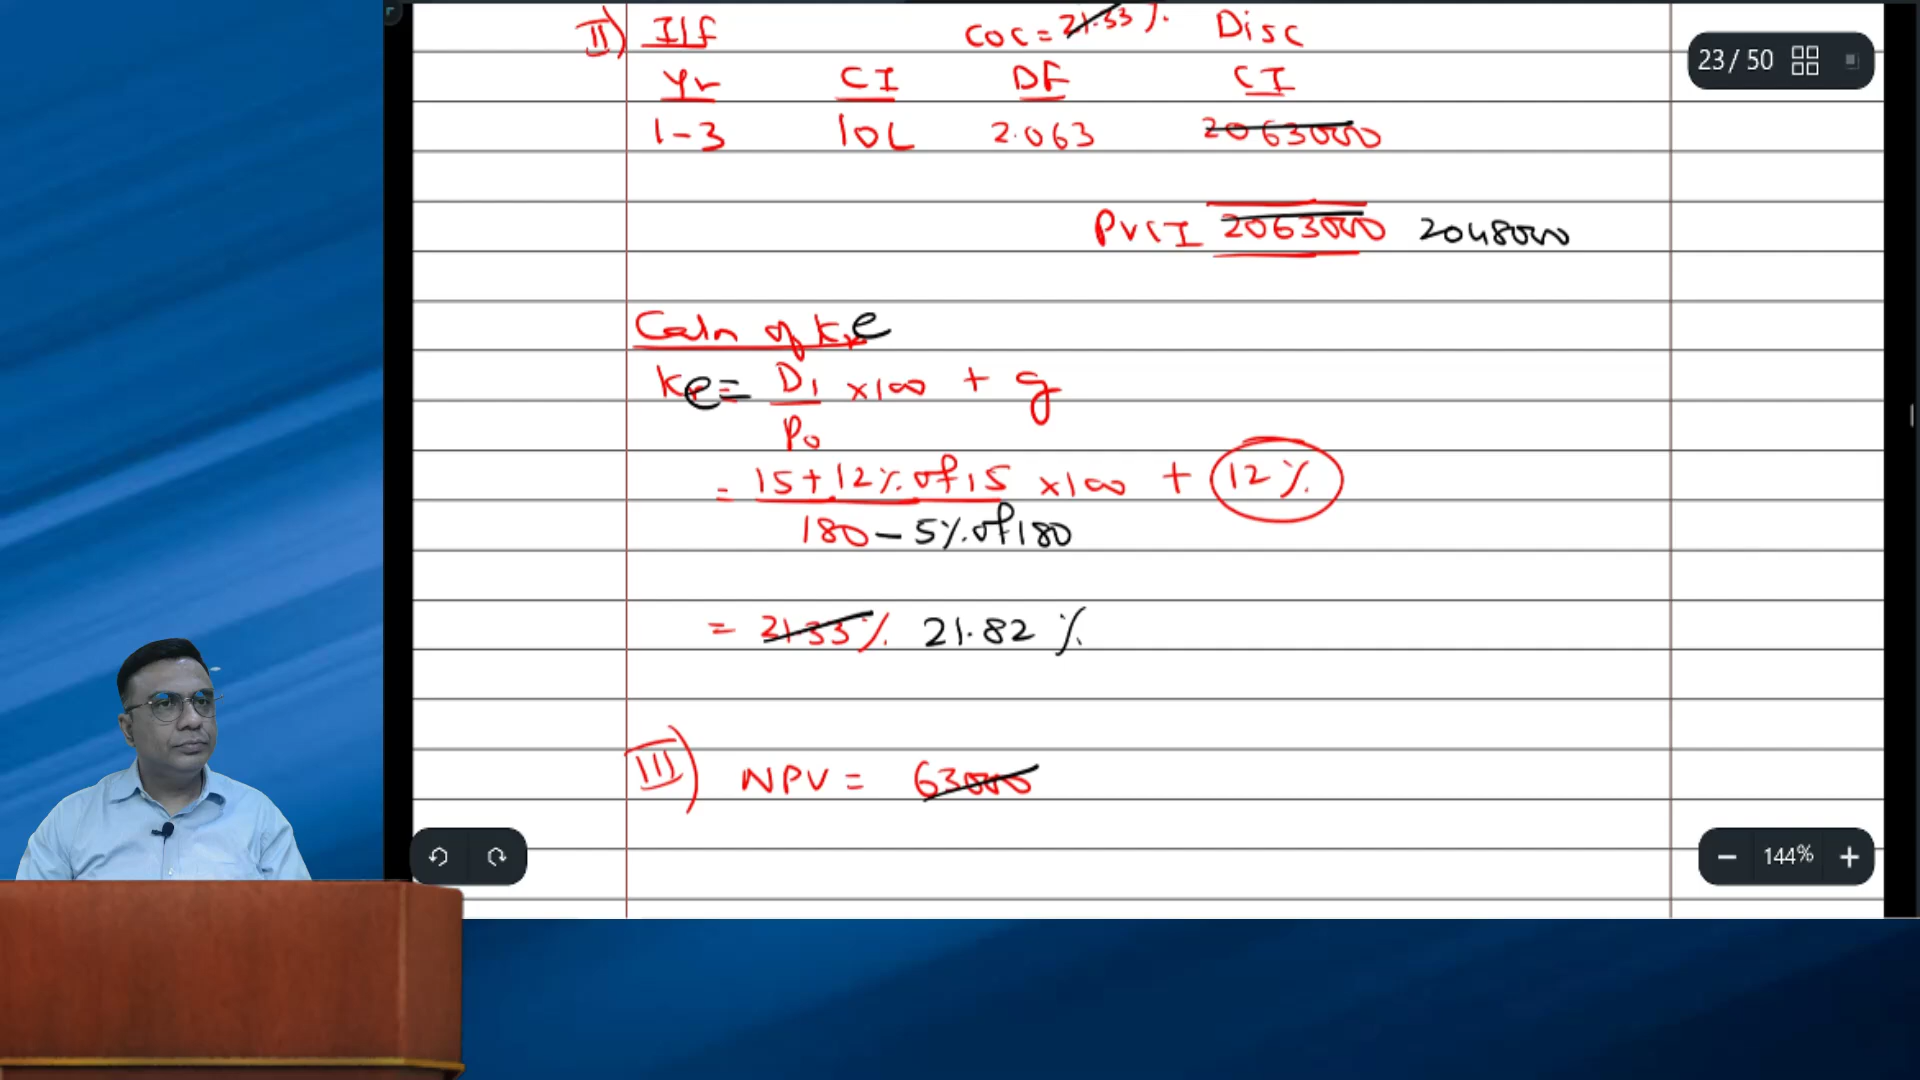 II) I/f COC = 21.33% Disc
Yr CI DF CI
1-3 10L 2.063 2063000
PVCI 2063000 2048000
Caln of Ke
Ke = D1 x100 + g
P0
= 15+12% of 15 x100 + 12%
180 - 5% of 180
= 21.33% 21.82%
III) NPV = 63000
23 / 50
144%